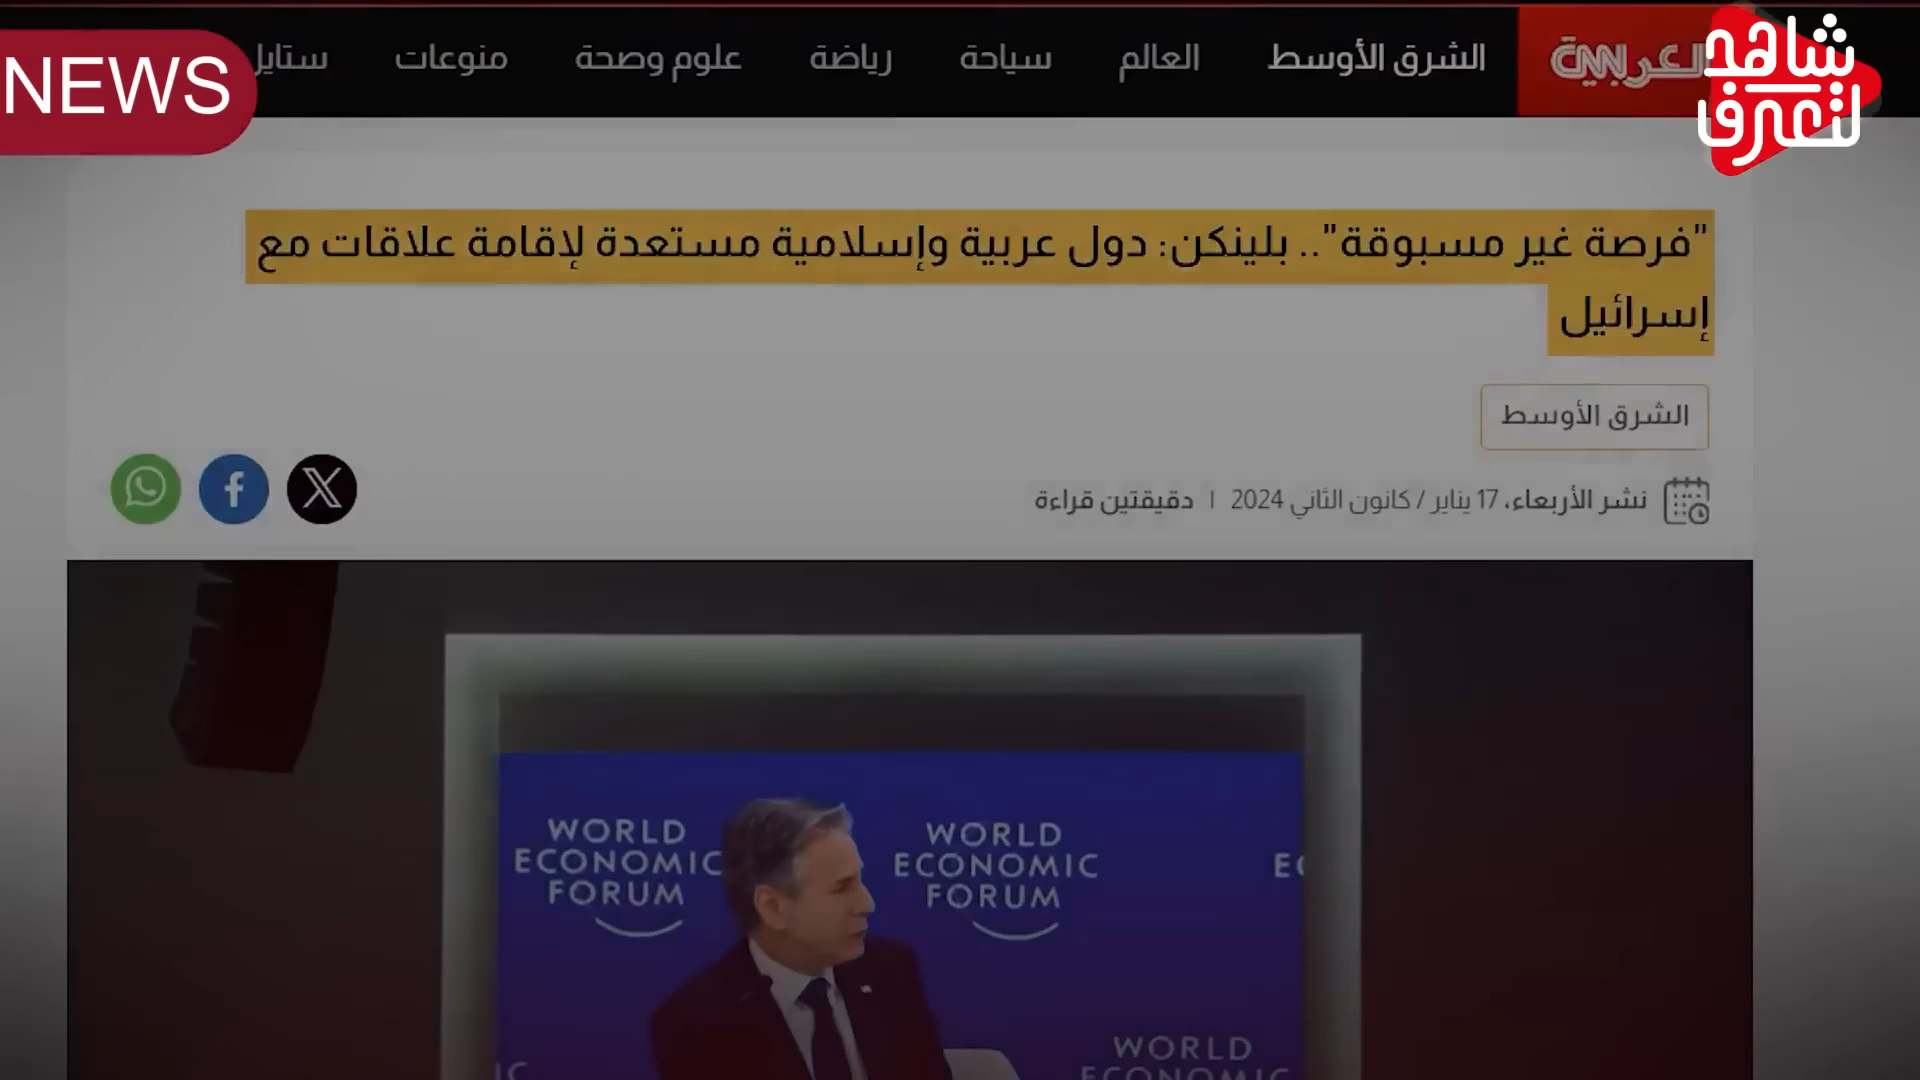 NEWS
شاهد
لتعرف
العربية CNN
الشرق الأوسط
العالم
سياحة
رياضة
علوم وصحة
منوعات
ستايل
"فرصة غير مسبوقة".. بلينكن: دول عربية وإسلامية مستعدة لإقامة علاقات مع
إسرائيل
الشرق الأوسط
نشر الأربعاء، 17 يناير / كانون الثاني 2024 | دقيقتين قراءة
WORLD
ECONOMIC
FORUM
WORLD
ECONOMIC
FORUM
WORLD
ECONOMIC